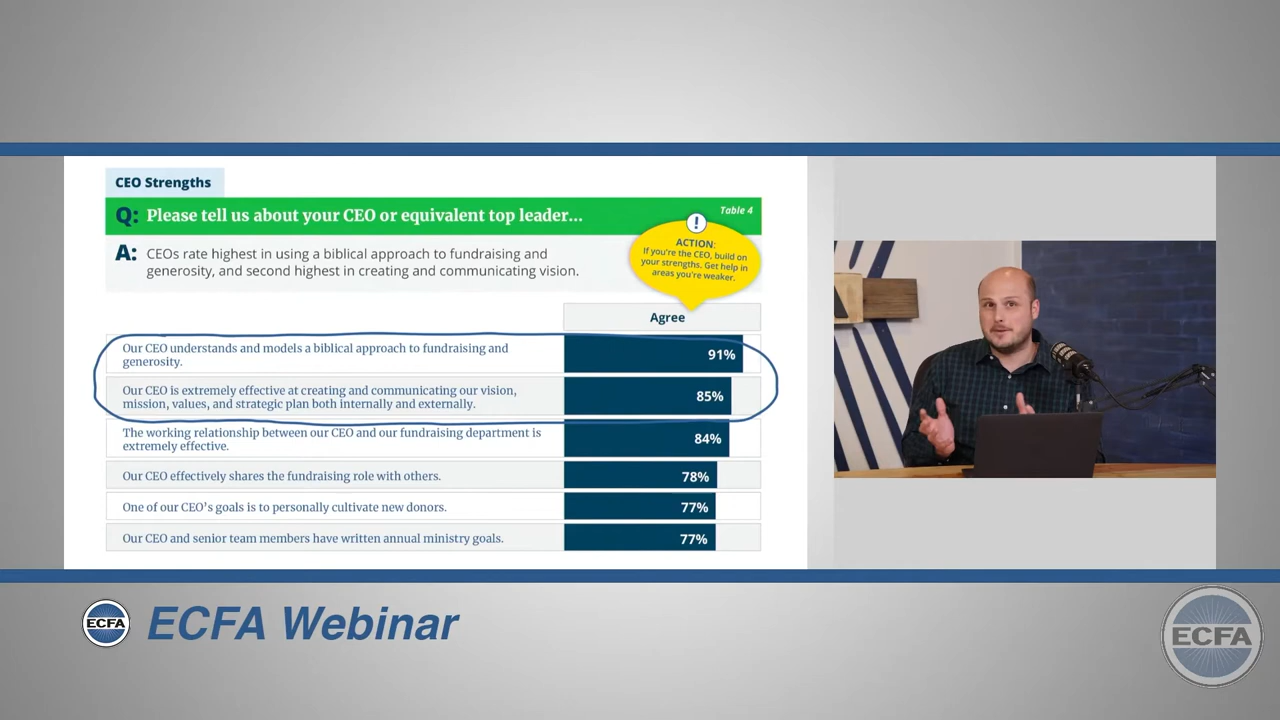 CEO Strengths
Q: Please tell us about your CEO or equivalent top leader...
Table 4
A: CEOs rate highest in using a biblical approach to fundraising and
generosity, and second highest in creating and communicating vision.
!
ACTION:
If you're the CEO, build on
your strengths. Get help in
areas you're weaker.
Agree
Our CEO understands and models a biblical approach to fundraising and
generosity.
91%
Our CEO is extremely effective at creating and communicating our vision,
mission, values, and strategic plan both internally and externally.
85%
The working relationship between our CEO and our fundraising department is
extremely effective.
84%
Our CEO effectively shares the fundraising role with others.
78%
One of our CEO's goals is to personally cultivate new donors.
77%
Our CEO and senior team members have written annual ministry goals.
77%
ECFA
ECFA Webinar
ECFA